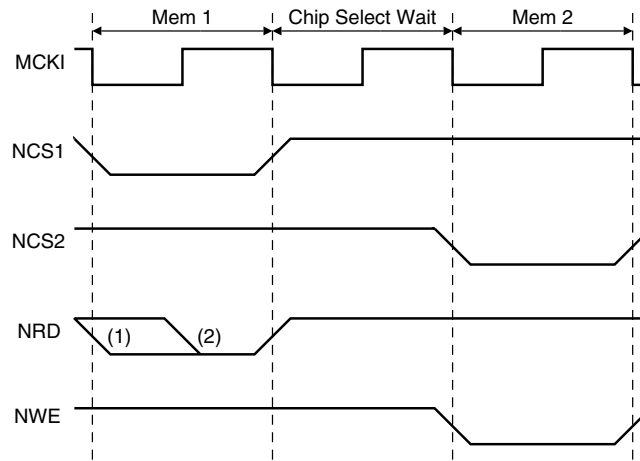 Mem 1 Chip Select Wait Mem 2
MCKI
NCS1
NCS2
NRD (1) (2)
NWE